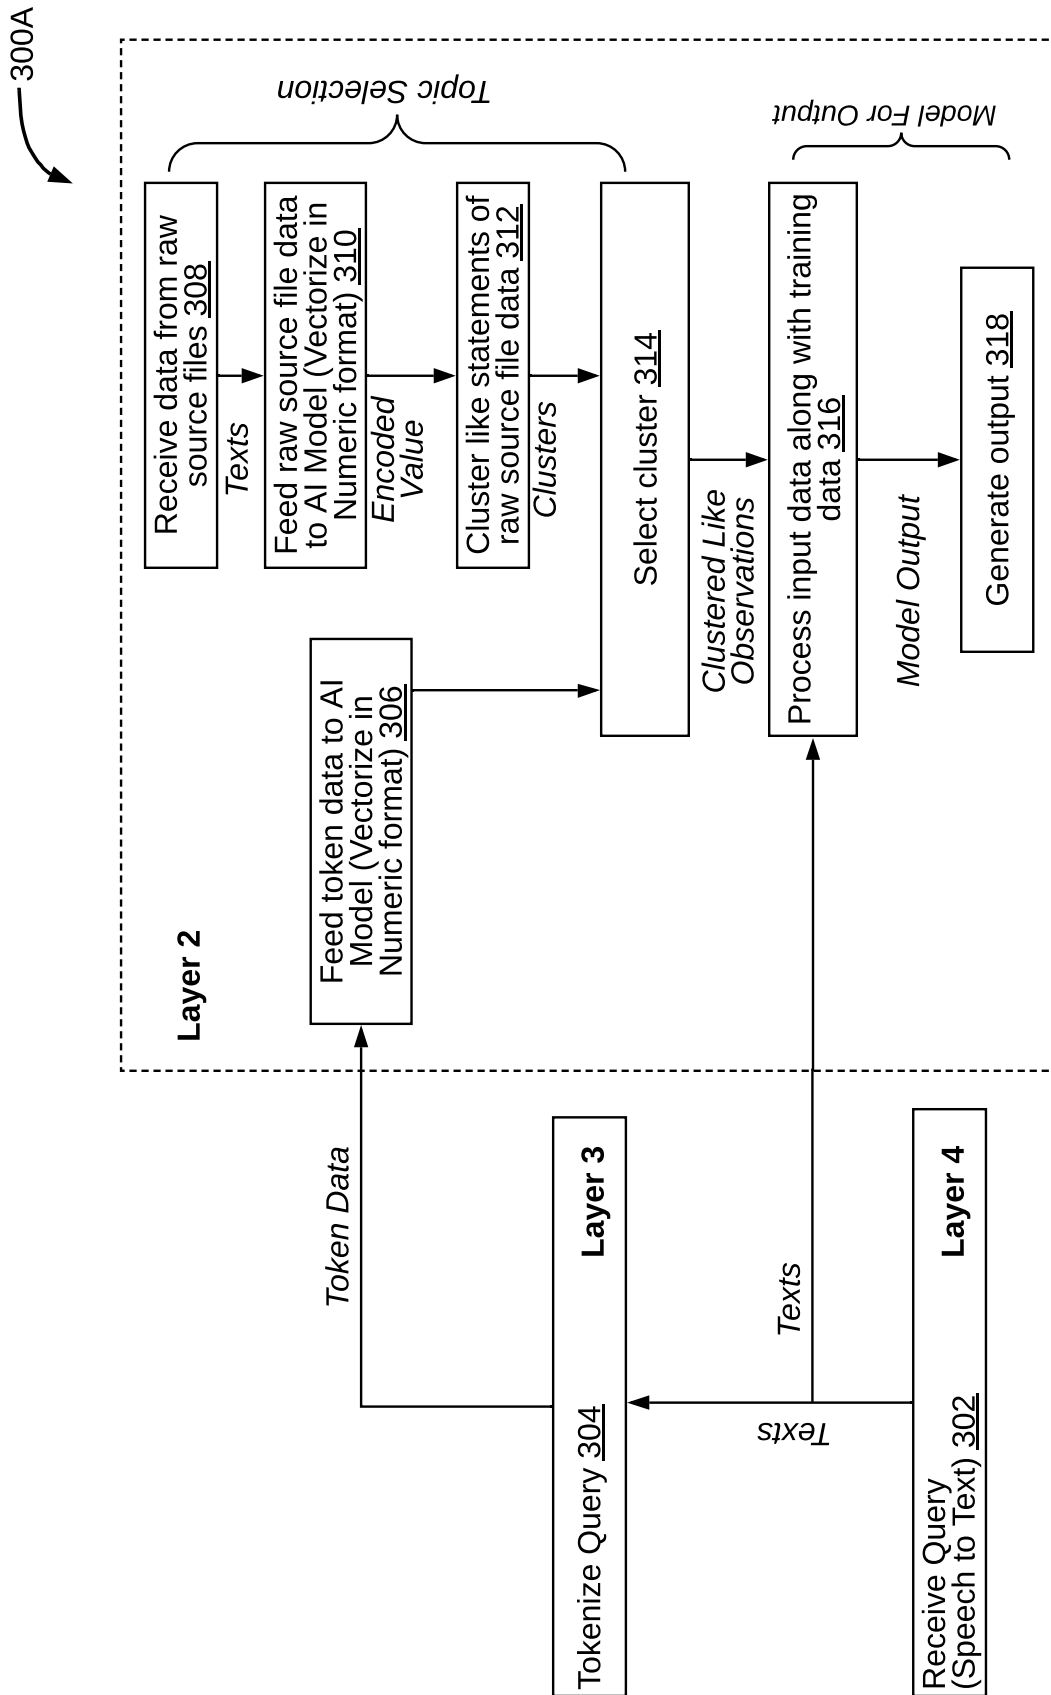 300A
Receive data from raw
source files 308
Texts
Feed raw source file data
to AI Model (Vectorize in
Numeric format) 310
Encoded
Value
Cluster like statements of
raw source file data 312
Clusters
Select cluster 314
Clustered Like
Observations
Process input data along with training
data 316
Model Output
Generate output 318
Topic Selection
Model For Output
Layer 2
Feed token data to AI
Model (Vectorize in
Numeric format) 306
Token Data
Tokenize Query 304
Layer 3
Texts
Texts
Receive Query
(Speech to Text) 302
Layer 4